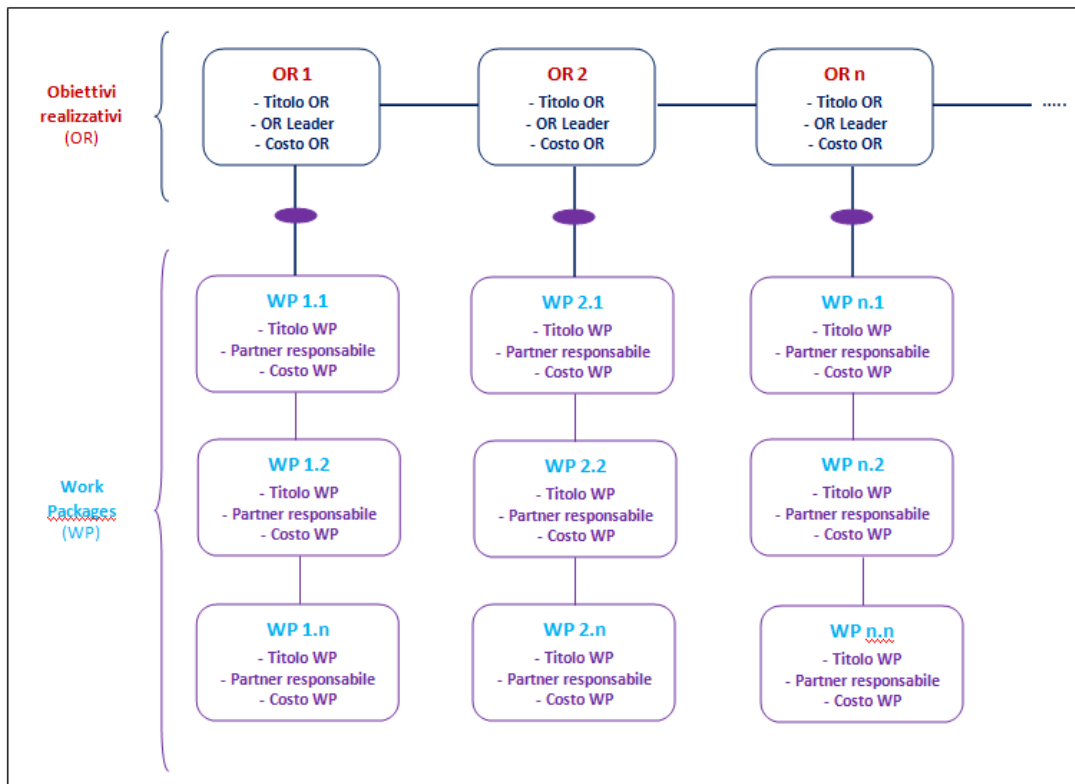 Obiettivi
realizzativi
(OR)
OR 1
- Titolo OR
- OR Leader
- Costo OR
OR 2
- Titolo OR
- OR Leader
- Costo OR
OR n
- Titolo OR
- OR Leader
- Costo OR
.....
Work
Packages
(WP)
WP 1.1
- Titolo WP
- Partner responsabile
- Costo WP
WP 2.1
- Titolo WP
- Partner responsabile
- Costo WP
WP n.1
- Titolo WP
- Partner responsabile
- Costo WP
WP 1.2
- Titolo WP
- Partner responsabile
- Costo WP
WP 2.2
- Titolo WP
- Partner responsabile
- Costo WP
WP n.2
- Titolo WP
- Partner responsabile
- Costo WP
WP 1.n
- Titolo WP
- Partner responsabile
- Costo WP
WP 2.n
- Titolo WP
- Partner responsabile
- Costo WP
WP n.n
- Titolo WP
- Partner responsabile
- Costo WP